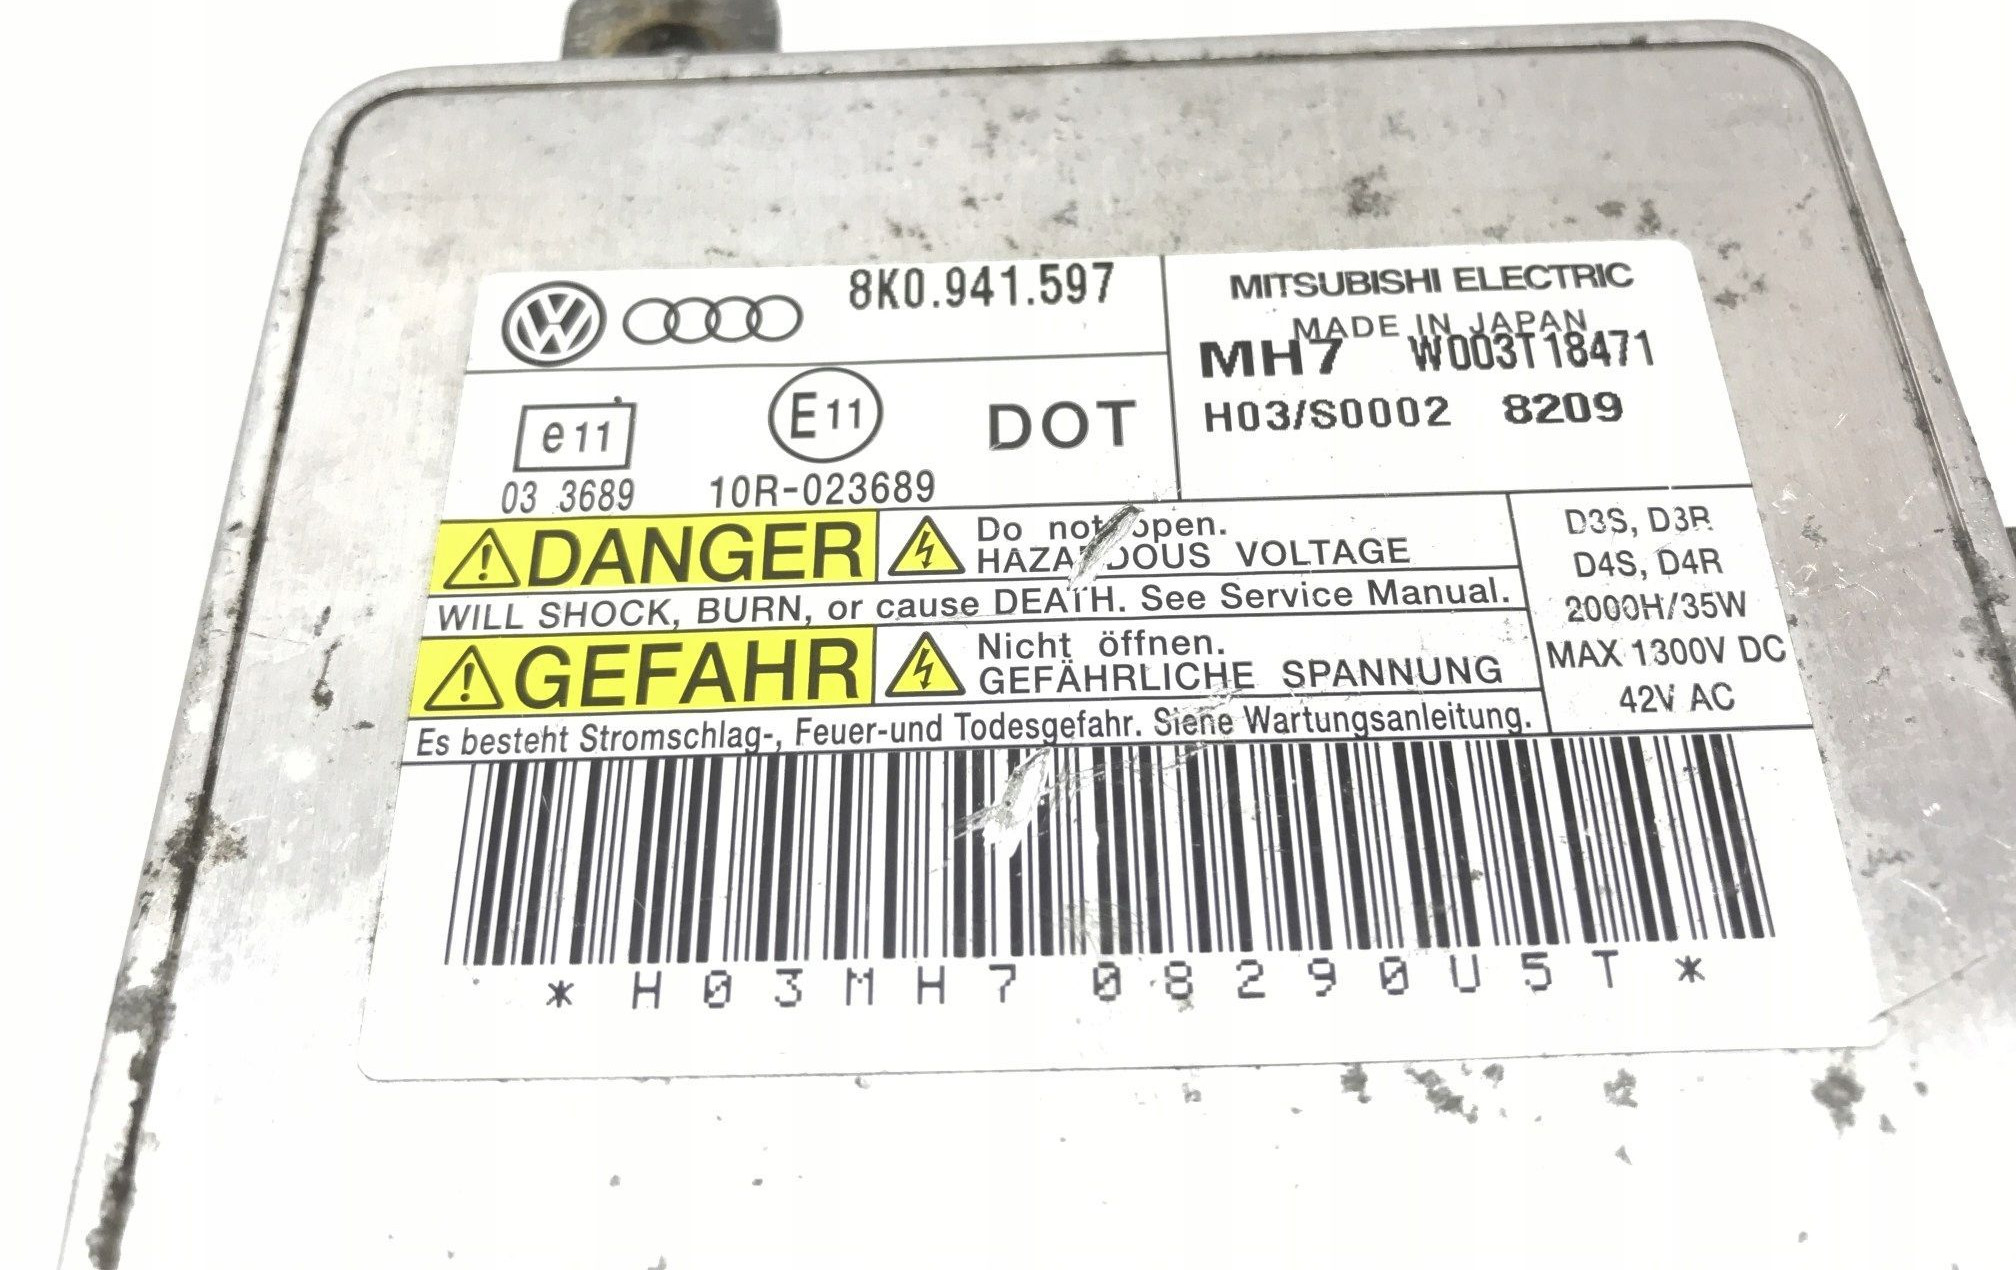 8K0.941.597
MITSUBISHI ELECTRIC
MADE IN JAPAN
MH7 W003T18471
H03/S0002 8209
e11
E11
DOT
03 3689
10R-023689
DANGER
Do not open.
HAZARDOUS VOLTAGE
WILL SHOCK, BURN, or cause DEATH. See Service Manual.
GEFAHR
Nicht öffnen.
GEFÄHRLICHE SPANNUNG
Es besteht Stromschlag-, Feuer-und Todesgefahr. Siehe Wartungsanleitung.
D3S, D3R
D4S, D4R
2000H/35W
MAX 1300V DC
42V AC
*H03MH708290U5T*